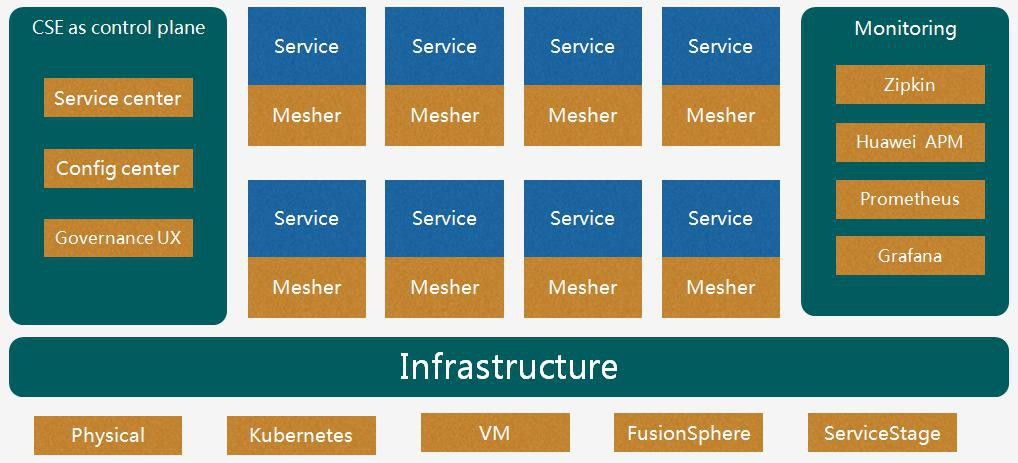 CSE as control plane
Service center
Config center
Governance UX
Service
Service
Service
Service
Mesher
Mesher
Mesher
Mesher
Service
Service
Service
Service
Mesher
Mesher
Mesher
Mesher
Monitoring
Zipkin
Huawei APM
Prometheus
Grafana
Infrastructure
Physical
Kubernetes
VM
FusionSphere
ServiceStage